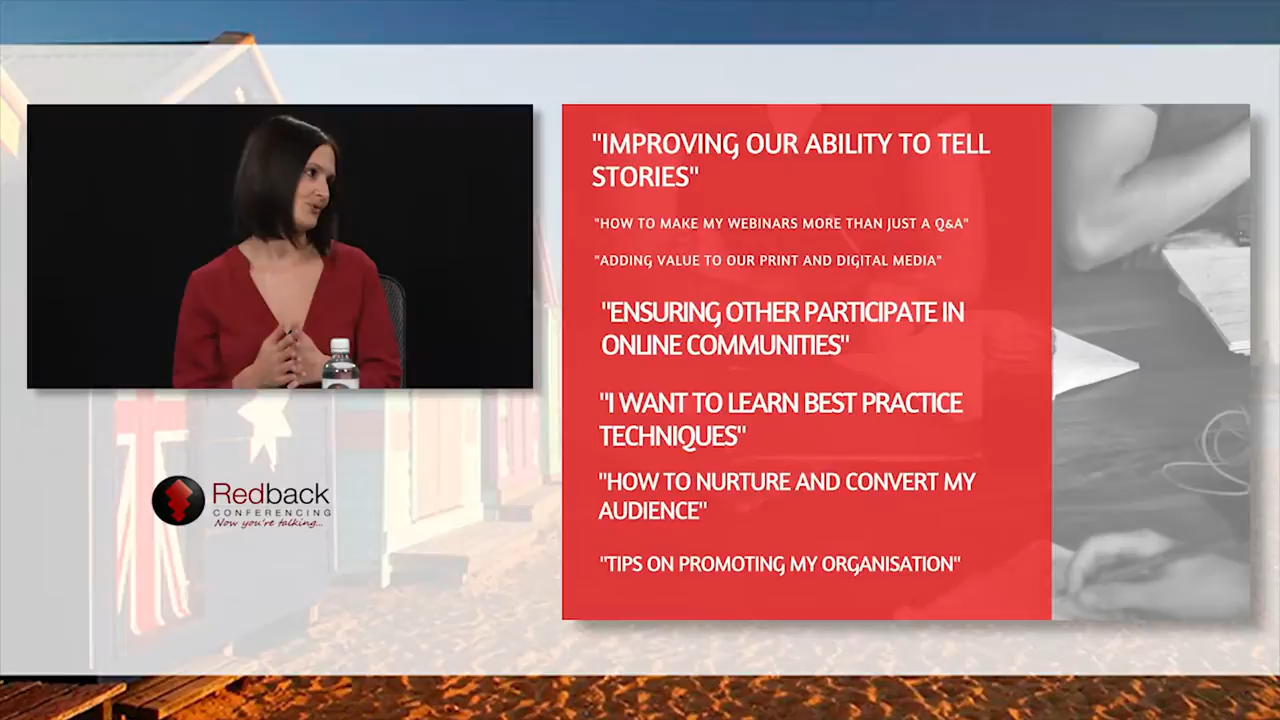 "IMPROVING OUR ABILITY TO TELL
STORIES"
"HOW TO MAKE MY WEBINARS MORE THAN JUST A Q&A"
"ADDING VALUE TO OUR PRINT AND DIGITAL MEDIA"
"ENSURING OTHER PARTICIPATE IN
ONLINE COMMUNITIES"
"I WANT TO LEARN BEST PRACTICE
TECHNIQUES"
"HOW TO NURTURE AND CONVERT MY
AUDIENCE"
"TIPS ON PROMOTING MY ORGANISATION"
Redback
CONFERENCING
Now you're talking...